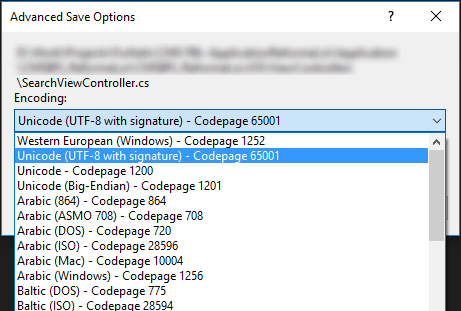 Advanced Save Options
?
\SearchViewController.cs
Encoding:
Unicode (UTF-8 with signature) - Codepage 65001
Western European (Windows) - Codepage 1252
Unicode (UTF-8 with signature) - Codepage 65001
Unicode - Codepage 1200
Unicode (Big-Endian) - Codepage 1201
Arabic (864) - Codepage 864
Arabic (ASMO 708) - Codepage 708
Arabic (DOS) - Codepage 720
Arabic (ISO) - Codepage 28596
Arabic (Mac) - Codepage 10004
Arabic (Windows) - Codepage 1256
Baltic (DOS) - Codepage 775
Baltic (ISO) - Codepage 28594